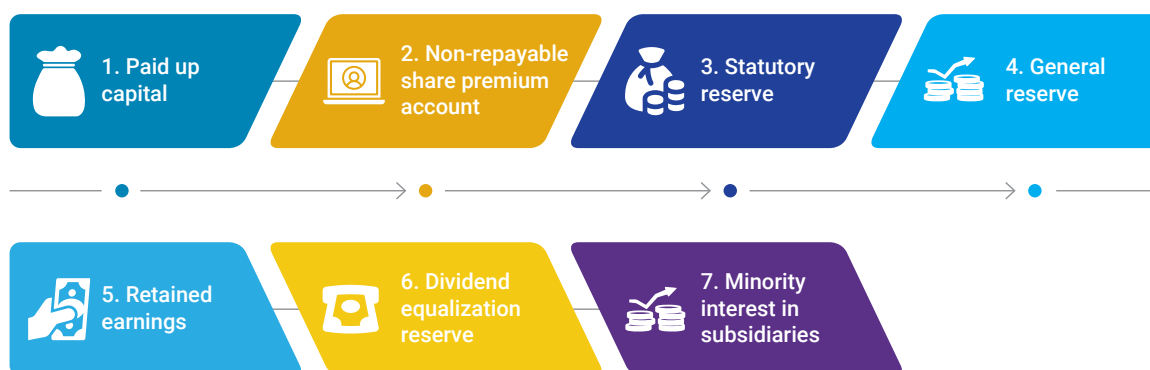 1. Paid up
capital
2. Non-repayable
share premium
account
3. Statutory
reserve
4. General
reserve
5. Retained
earnings
6. Dividend
equalization
reserve
7. Minority
interest in
subsidiaries